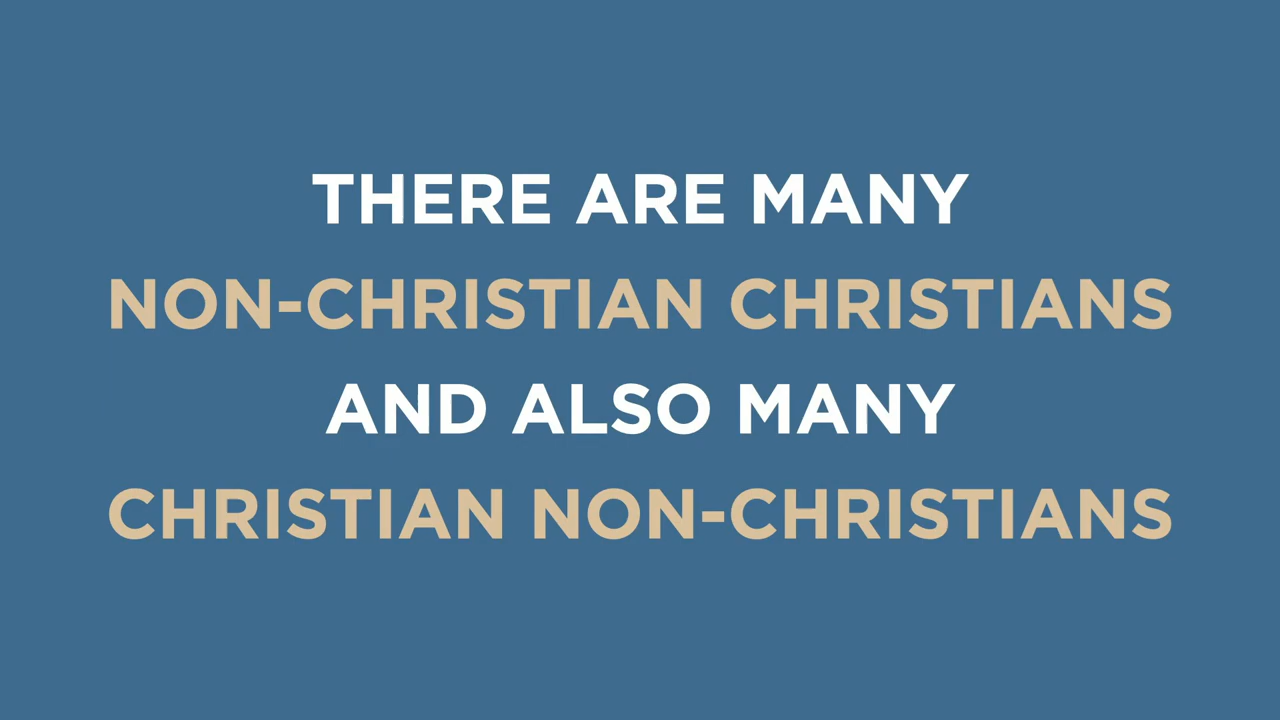 THERE ARE MANY
NON-CHRISTIAN CHRISTIANS
AND ALSO MANY
CHRISTIAN NON-CHRISTIANS